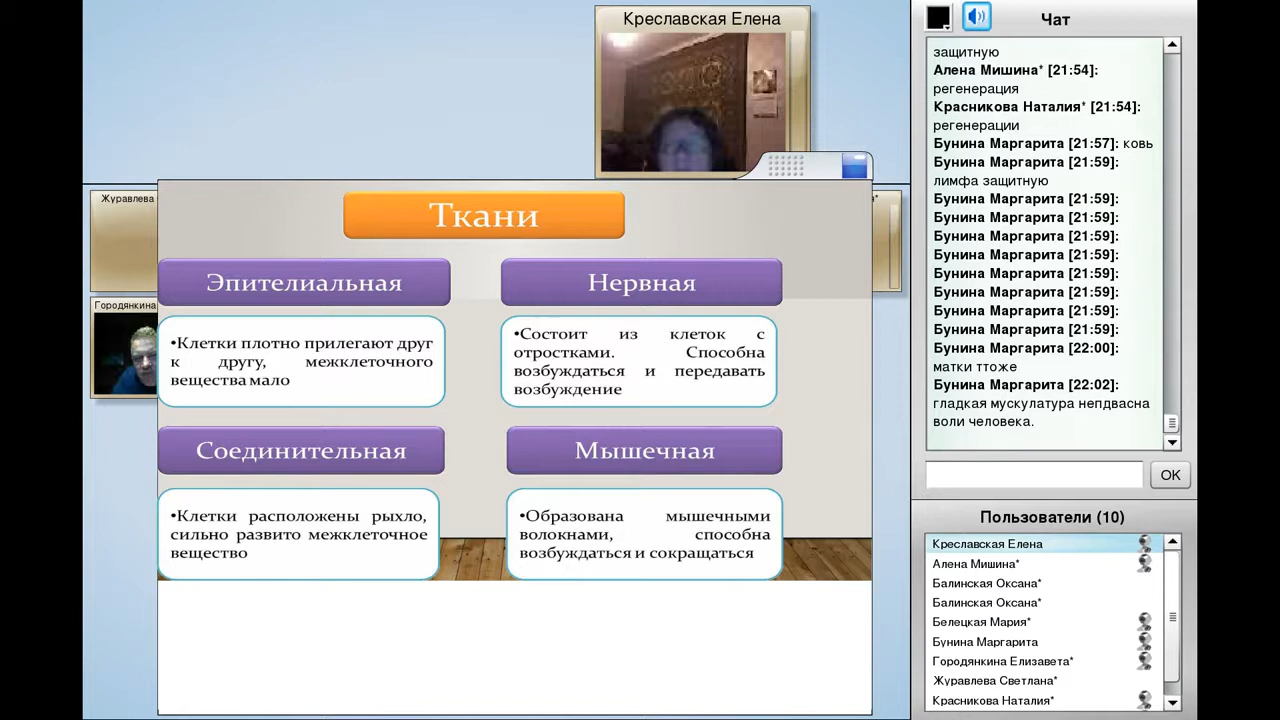 Креславская Елена
Журавлева
Городянкина
Ткани
Эпителиальная
•Клетки плотно прилегают друг
к другу, межклеточного
вещества мало
Нервная
•Состоит из клеток с
отростками. Способна
возбуждаться и передавать
возбуждение
Соединительная
•Клетки расположены рыхло,
сильно развито межклеточное
вещество
Мышечная
•Образована мышечными
волокнами, способна
возбуждаться и сокращаться
Чат
защитную
Алена Мишина* [21:54]:
регенерация
Красникова Наталия* [21:54]:
регенерации
Бунина Маргарита [21:57]: ковь
Бунина Маргарита [21:59]:
лимфа защитную
Бунина Маргарита [21:59]:
Бунина Маргарита [21:59]:
Бунина Маргарита [21:59]:
Бунина Маргарита [21:59]:
Бунина Маргарита [21:59]:
Бунина Маргарита [21:59]:
Бунина Маргарита [21:59]:
Бунина Маргарита [21:59]:
Бунина Маргарита [22:00]:
матки ттоже
Бунина Маргарита [22:02]:
гладкая мускулатура непдвасна
воли человека.
OK
Пользователи (10)
Креславская Елена
Алена Мишина*
Балинская Оксана*
Балинская Оксана*
Белецкая Мария*
Бунина Маргарита
Городянкина Елизавета*
Журавлева Светлана*
Красникова Наталия*